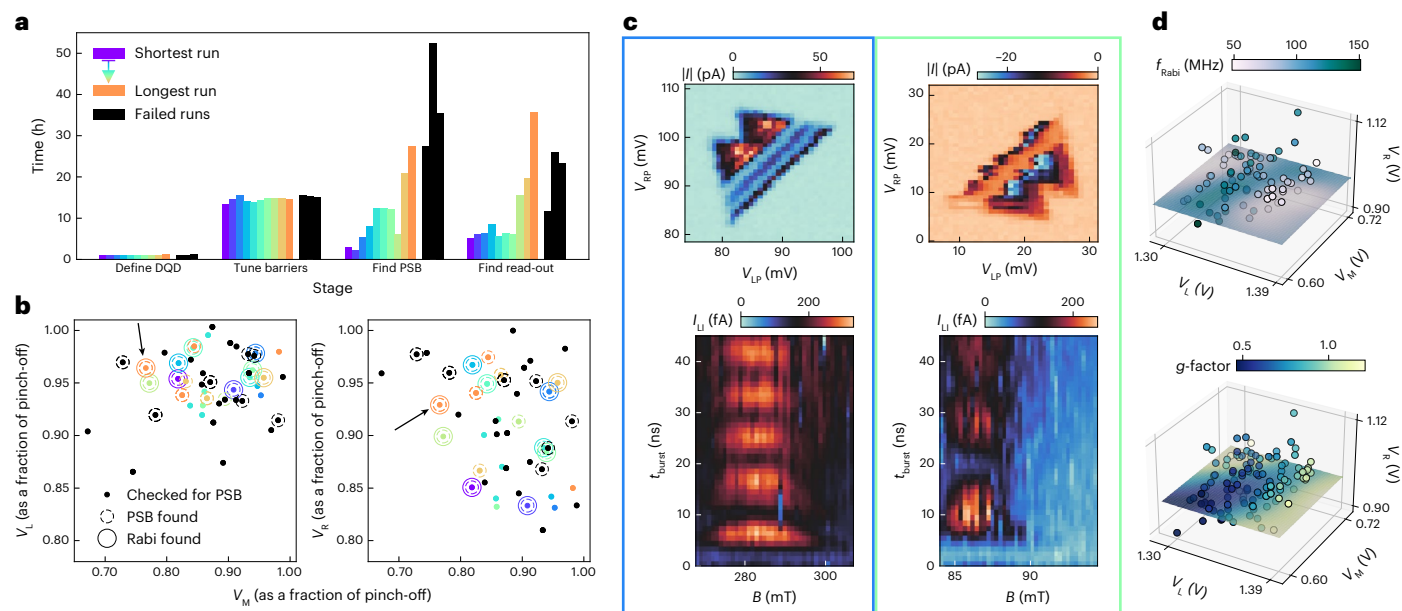 a
Shortest run
Longest run
Failed runs
Time (h)
50
40
30
20
10
0
Define DQD
Tune barriers
Find PSB
Find read-out
Stage
b
V_L (as a fraction of pinch-off)
1.00
0.95
0.90
0.85
0.80
Checked for PSB
PSB found
Rabi found
0.70
0.80
0.90
1.00
V_R (as a fraction of pinch-off)
1.00
0.95
0.90
0.85
0.80
0.70
0.80
0.90
1.00
V_M (as a fraction of pinch-off)
c
0
50
|I| (pA)
V_RP (mV)
110
100
90
80
80
90
100
V_LP (mV)
−20
0
|I| (pA)
V_RP (mV)
30
20
10
0
10
20
30
V_LP (mV)
0
200
I_LI (fA)
t_burst (ns)
40
30
20
10
0
280
300
B (mT)
0
200
I_LI (fA)
t_burst (ns)
40
30
20
10
0
85
90
B (mT)
d
50
100
150
f_Rabi (MHz)
1.12
V_R (V)
0.90
0.72
V_M (V)
0.60
1.30
V_L (V)
1.39
0.5
1.0
g-factor
1.12
V_R (V)
0.90
0.72
V_M (V)
0.60
1.30
V_L (V)
1.39